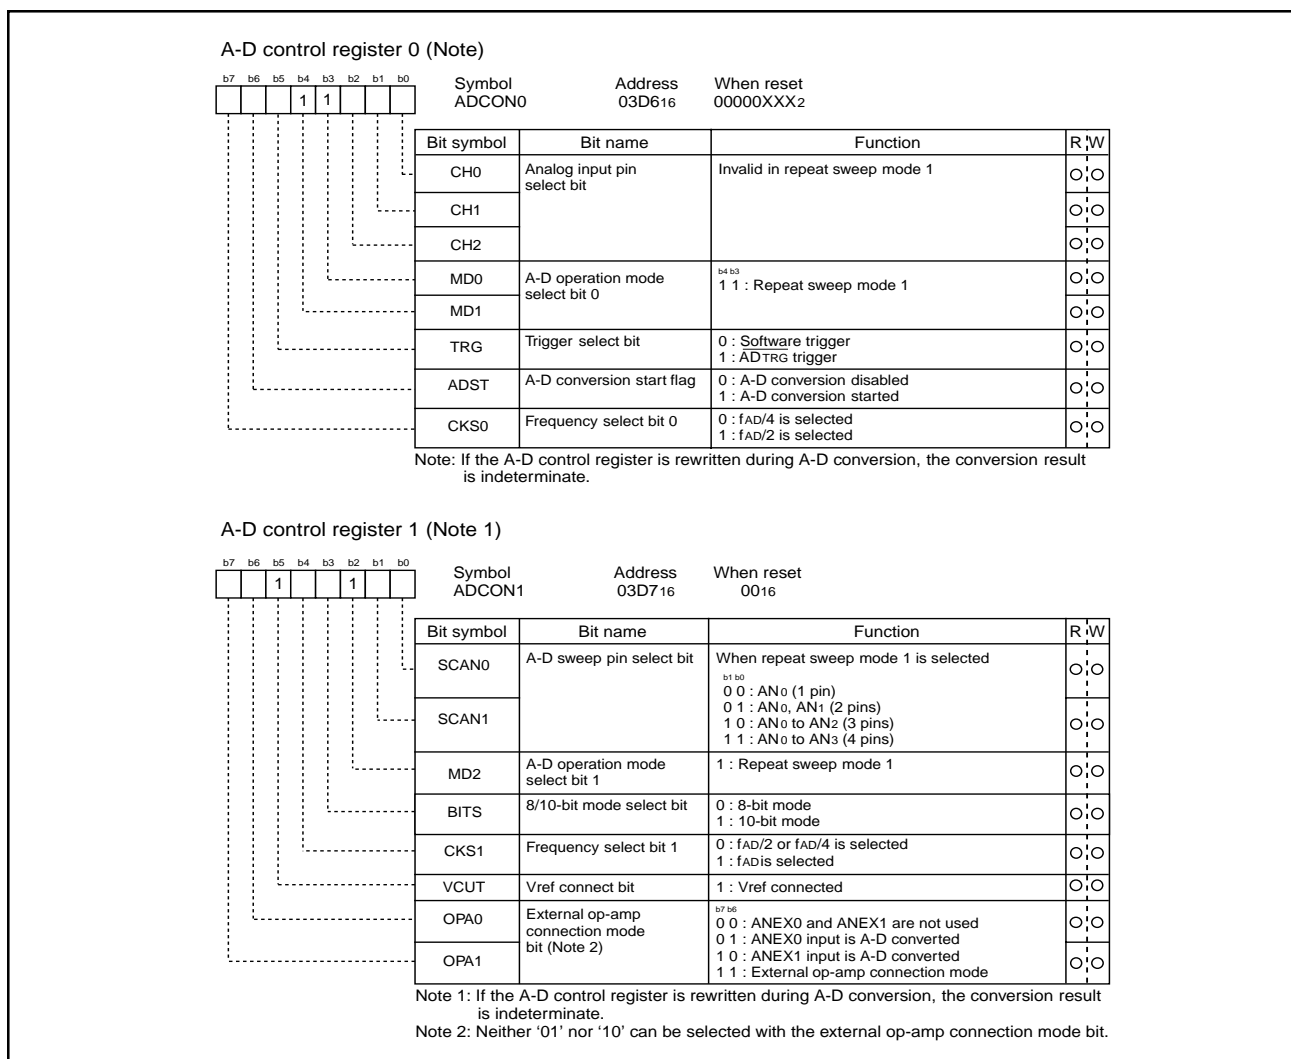 A-D control register 0 (Note)
b7 b6 b5 b4 b3 b2 b1 b0
1 1
Symbol Address When reset
ADCON0 03D616 00000XXX2
Bit symbol Bit name Function R W
CH0 Analog input pin select bit Invalid in repeat sweep mode 1
CH1
CH2
MD0 A-D operation mode select bit 0
b4 b3
1 1 : Repeat sweep mode 1
MD1
TRG Trigger select bit 0 : Software trigger
1 : ADTRG trigger
ADST A-D conversion start flag 0 : A-D conversion disabled
1 : A-D conversion started
CKS0 Frequency select bit 0 0 : fAD/4 is selected
1 : fAD/2 is selected
Note: If the A-D control register is rewritten during A-D conversion, the conversion result
is indeterminate.
A-D control register 1 (Note 1)
b7 b6 b5 b4 b3 b2 b1 b0
1 1
Symbol Address When reset
ADCON1 03D716 0016
Bit symbol Bit name Function R W
SCAN0 A-D sweep pin select bit When repeat sweep mode 1 is selected
b1 b0
0 0 : AN0 (1 pin)
0 1 : AN0, AN1 (2 pins)
SCAN1 1 0 : AN0 to AN2 (3 pins)
1 1 : AN0 to AN3 (4 pins)
MD2 A-D operation mode select bit 1 1 : Repeat sweep mode 1
BITS 8/10-bit mode select bit 0 : 8-bit mode
1 : 10-bit mode
CKS1 Frequency select bit 1 0 : fAD/2 or fAD/4 is selected
1 : fAD is selected
VCUT Vref connect bit 1 : Vref connected
OPA0 External op-amp connection mode bit (Note 2)
b7 b6
0 0 : ANEX0 and ANEX1 are not used
0 1 : ANEX0 input is A-D converted
OPA1 1 0 : ANEX1 input is A-D converted
1 1 : External op-amp connection mode
Note 1: If the A-D control register is rewritten during A-D conversion, the conversion result
is indeterminate.
Note 2: Neither ‘01’ nor ‘10’ can be selected with the external op-amp connection mode bit.